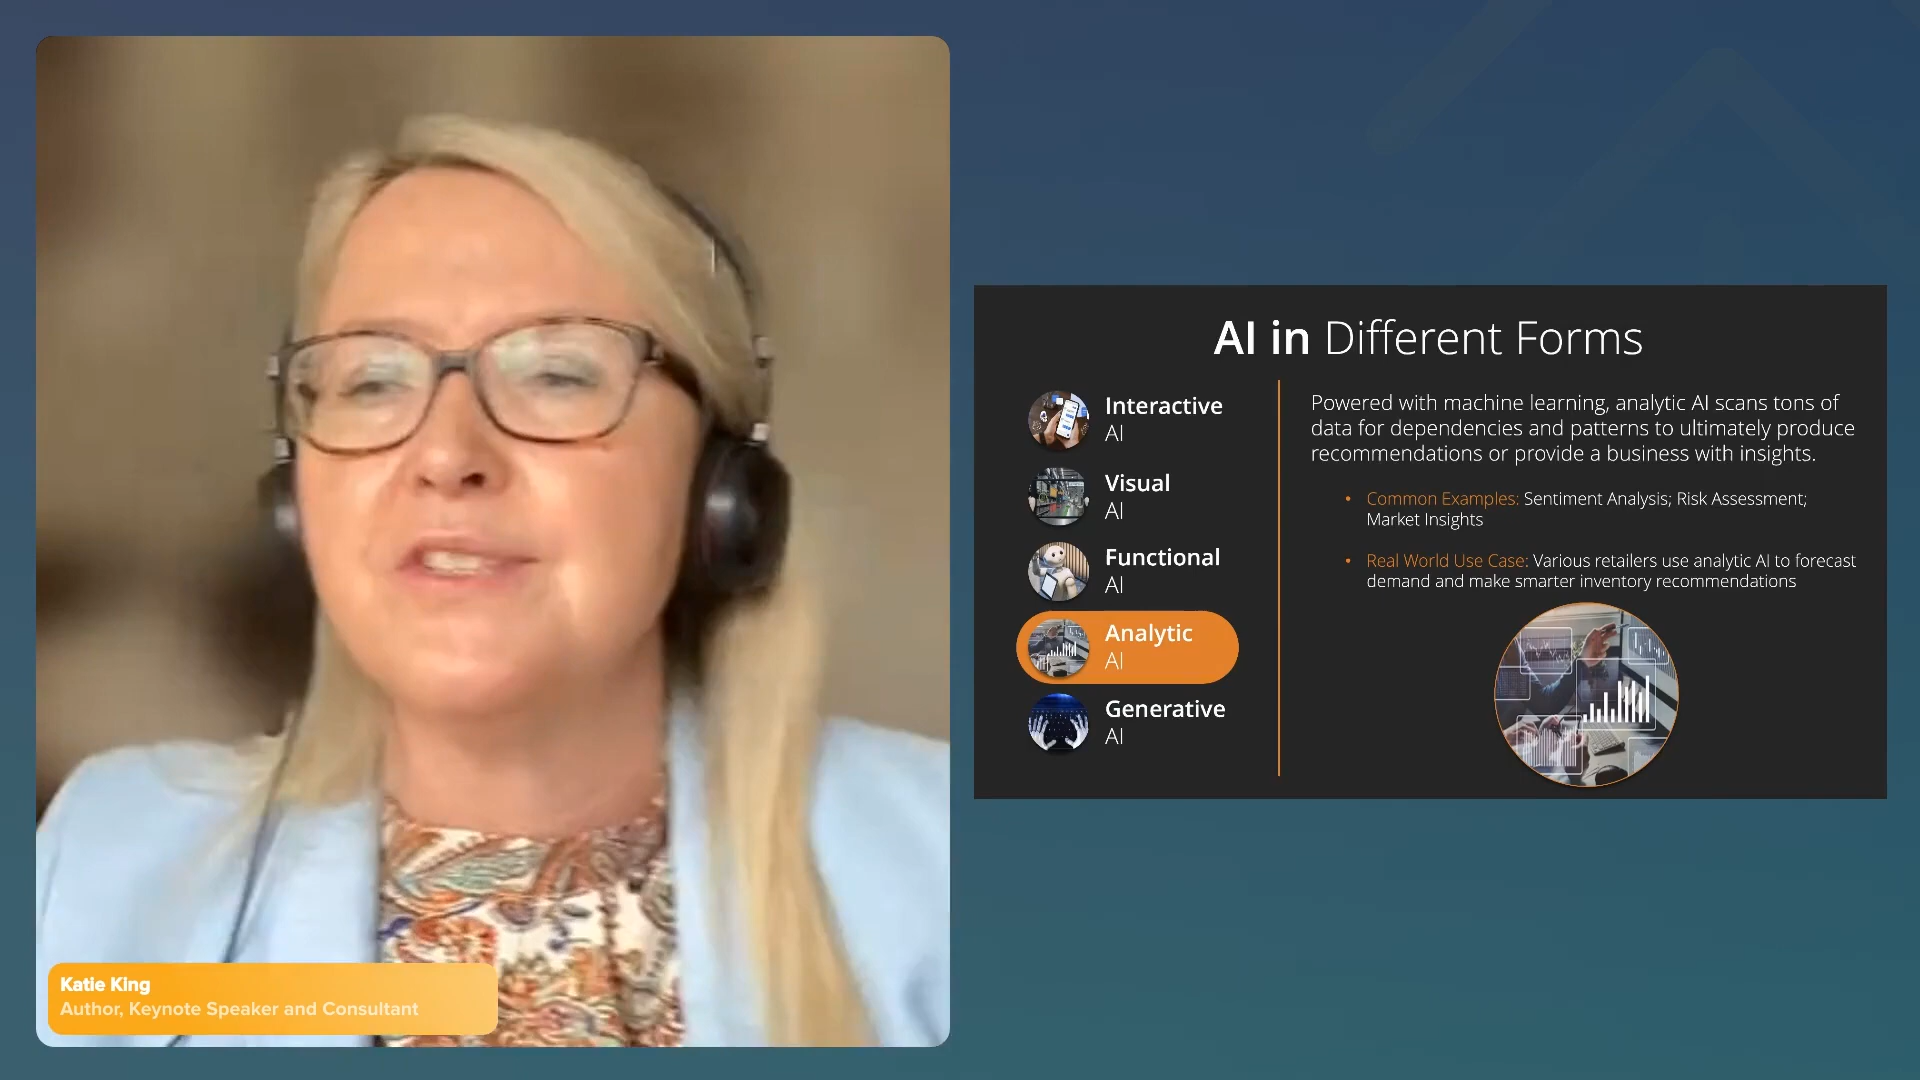 AI in Different Forms
Interactive
AI
Visual
AI
Functional
AI
Analytic
AI
Generative
AI
Powered with machine learning, analytic AI scans tons of
data for dependencies and patterns to ultimately produce
recommendations or provide a business with insights.
• Common Examples: Sentiment Analysis; Risk Assessment;
Market Insights
• Real World Use Case: Various retailers use analytic AI to forecast
demand and make smarter inventory recommendations
Katie King
Author, Keynote Speaker and Consultant